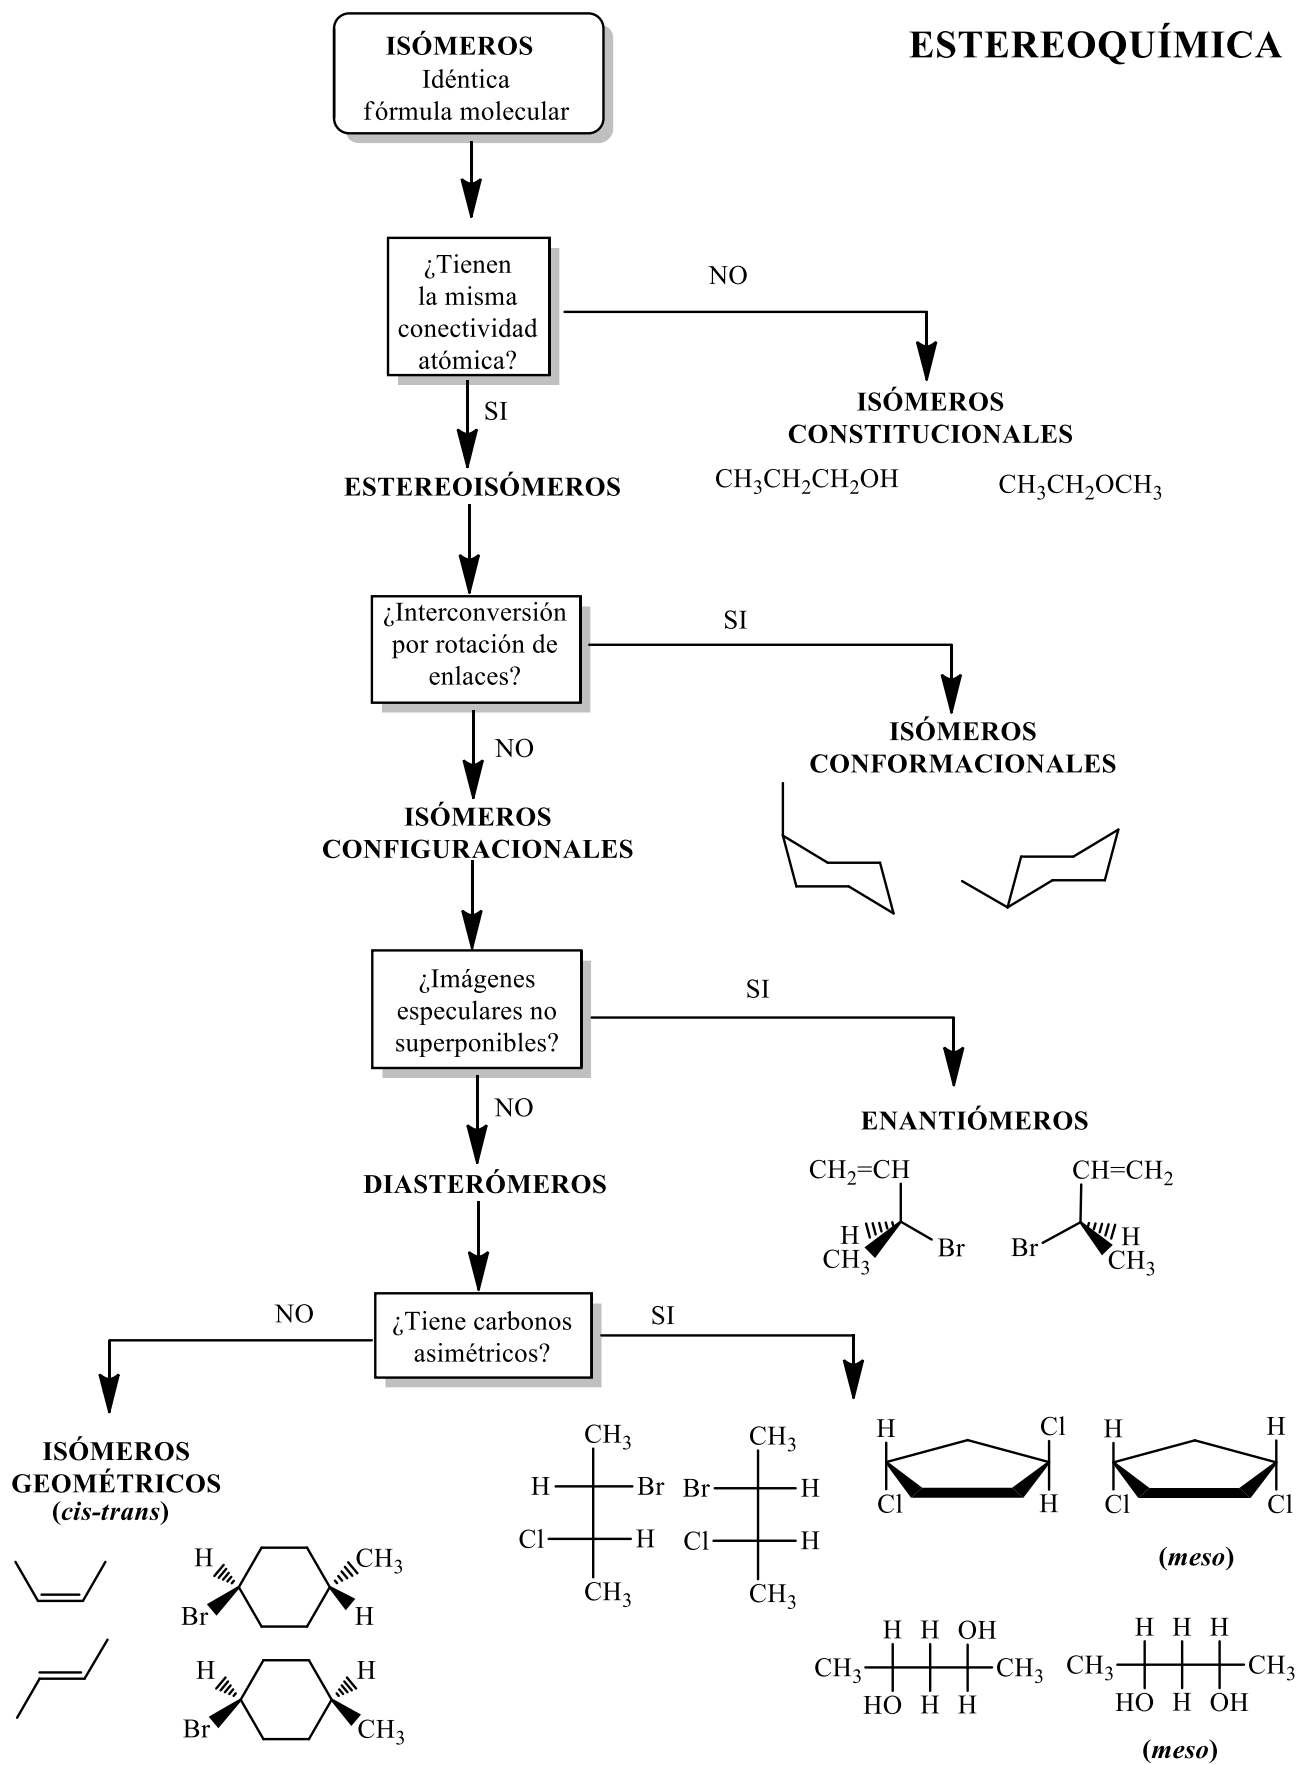 ESTEREOQUÍMICA
ISÓMEROS
Idéntica
fórmula molecular
¿Tienen
la misma
conectividad
atómica?
NO
SI
ISÓMEROS
CONSTITUCIONALES
CH₃CH₂CH₂OH CH₃CH₂OCH₃
ESTEREOISÓMEROS
¿Interconversión
por rotación de
enlaces?
SI
NO
ISÓMEROS
CONFORMACIONALES
ISÓMEROS
CONFIGURACIONALES
¿Imágenes
especulares no
superponibles?
SI
NO
ENANTIÓMEROS
CH₂=CH CH=CH₂
H Br Br H
CH₃ CH₃
DIASTERÓMEROS
¿Tiene carbonos
asimétricos?
NO
SI
ISÓMEROS
GEOMÉTRICOS
(cis-trans)
H CH₃
Br H
H H
Br CH₃
CH₃
H Br
Cl H
CH₃
CH₃
Br H
Cl H
CH₃
H Cl
Cl H
H H
Cl Cl
(meso)
H H OH
CH₃ CH₃
HO H H
H H H
CH₃ CH₃
HO H OH
(meso)